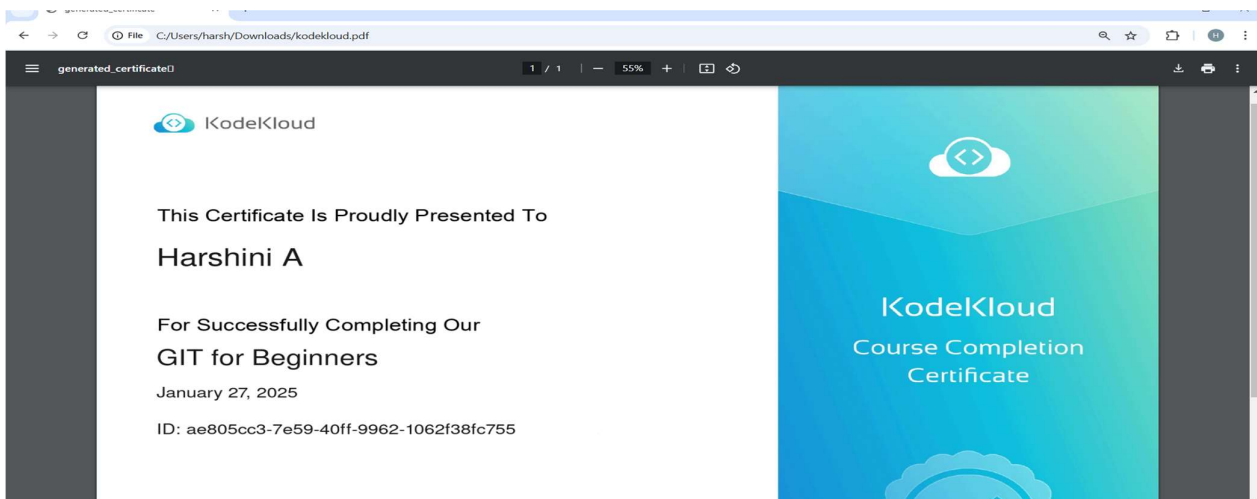 File C:/Users/harsh/Downloads/kodekloud.pdf
H
generated_certificate 1 / 1 55%
KodeKloud
This Certificate Is Proudly Presented To
Harshini A
For Successfully Completing Our
GIT for Beginners
January 27, 2025
ID: ae805cc3-7e59-40ff-9962-1062f38fc755
KodeKloud
Course Completion
Certificate